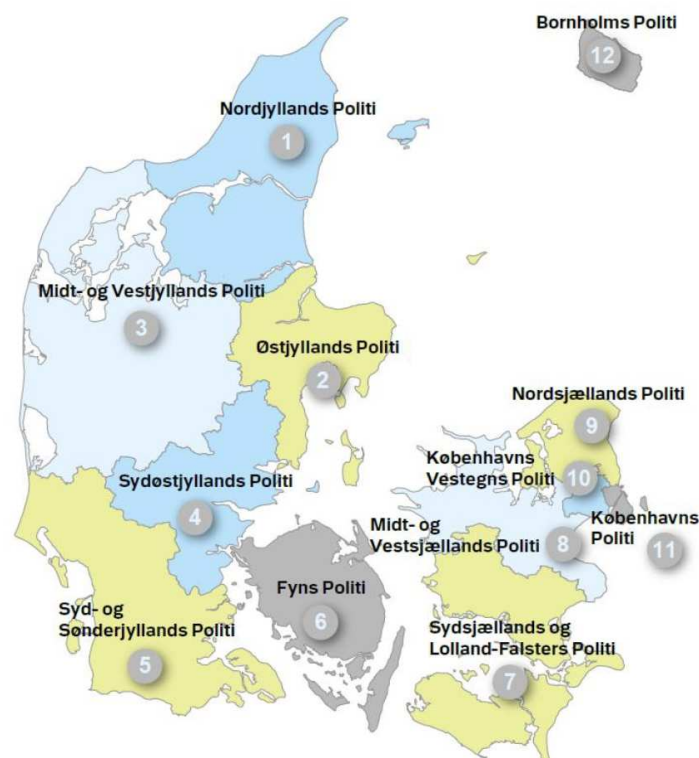 Bornholms Politi
12
Nordjyllands Politi
1
Midt- og Vestjyllands Politi
3
Østjyllands Politi
2
Nordsjællands Politi
9
Københavns
Vestegns Politi
10
Sydøstjyllands Politi
4
Københavns
Politi
11
Midt- og
Vestsjællands Politi
8
Fyns Politi
6
Syd- og
Sønderjyllands Politi
5
Sydsjællands og
Lolland-Falsters Politi
7